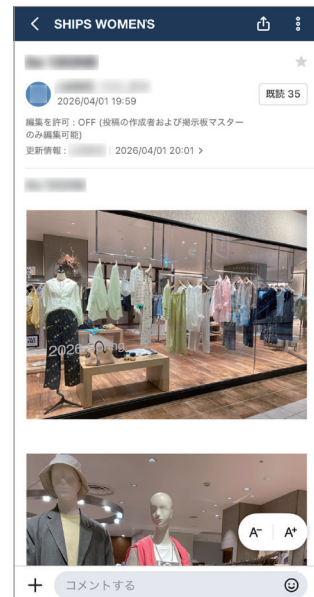 SHIPS WOMEN'S
2026/04/01 19:59
既読 35
編集を許可 : OFF (投稿の作成者および掲示板マスター
のみ編集可能)
更新情報 :
2026/04/01 20:01 >
2026 Spring
A- A+
コメントする